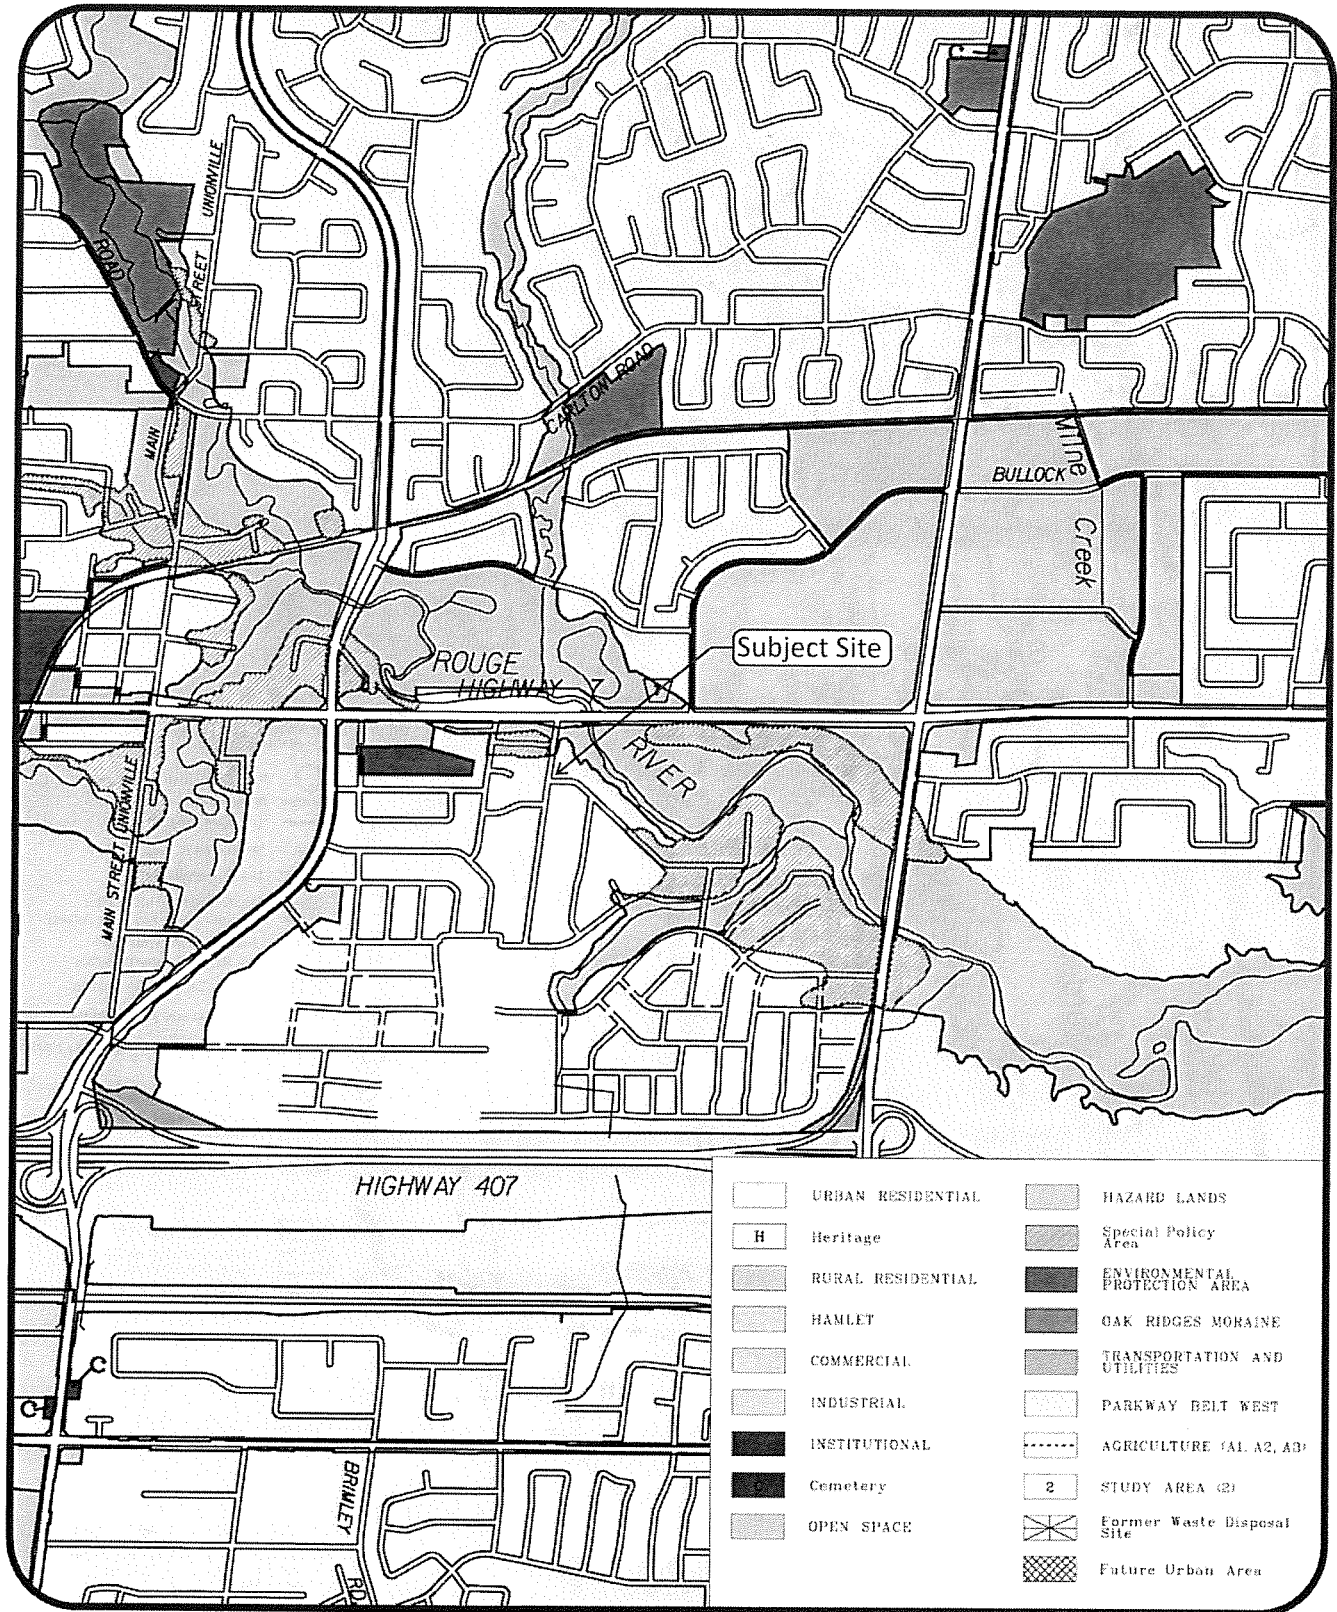 C
UNIONVILLE
ROAD
STREET
CARLTON ROAD
MAIN
Milne
BULLOCK
Creek
Subject Site
ROUGE
HIGHWAY 7
RIVER
MAIN STREET UNIONVILLE
HIGHWAY 407
C
C
BRIMLEY
RD
URBAN RESIDENTIAL
H Heritage
RURAL RESIDENTIAL
HAMLET
COMMERCIAL
INDUSTRIAL
INSTITUTIONAL
Cemetery
OPEN SPACE
HAZARD LANDS
Special Policy
Area
ENVIRONMENTAL
PROTECTION AREA
OAK RIDGES MORAINE
TRANSPORTATION AND
UTILITIES
PARKWAY BELT WEST
AGRICULTURE (A1, A2, A3)
2 STUDY AREA (2)
Former Waste Disposal
Site
Future Urban Area